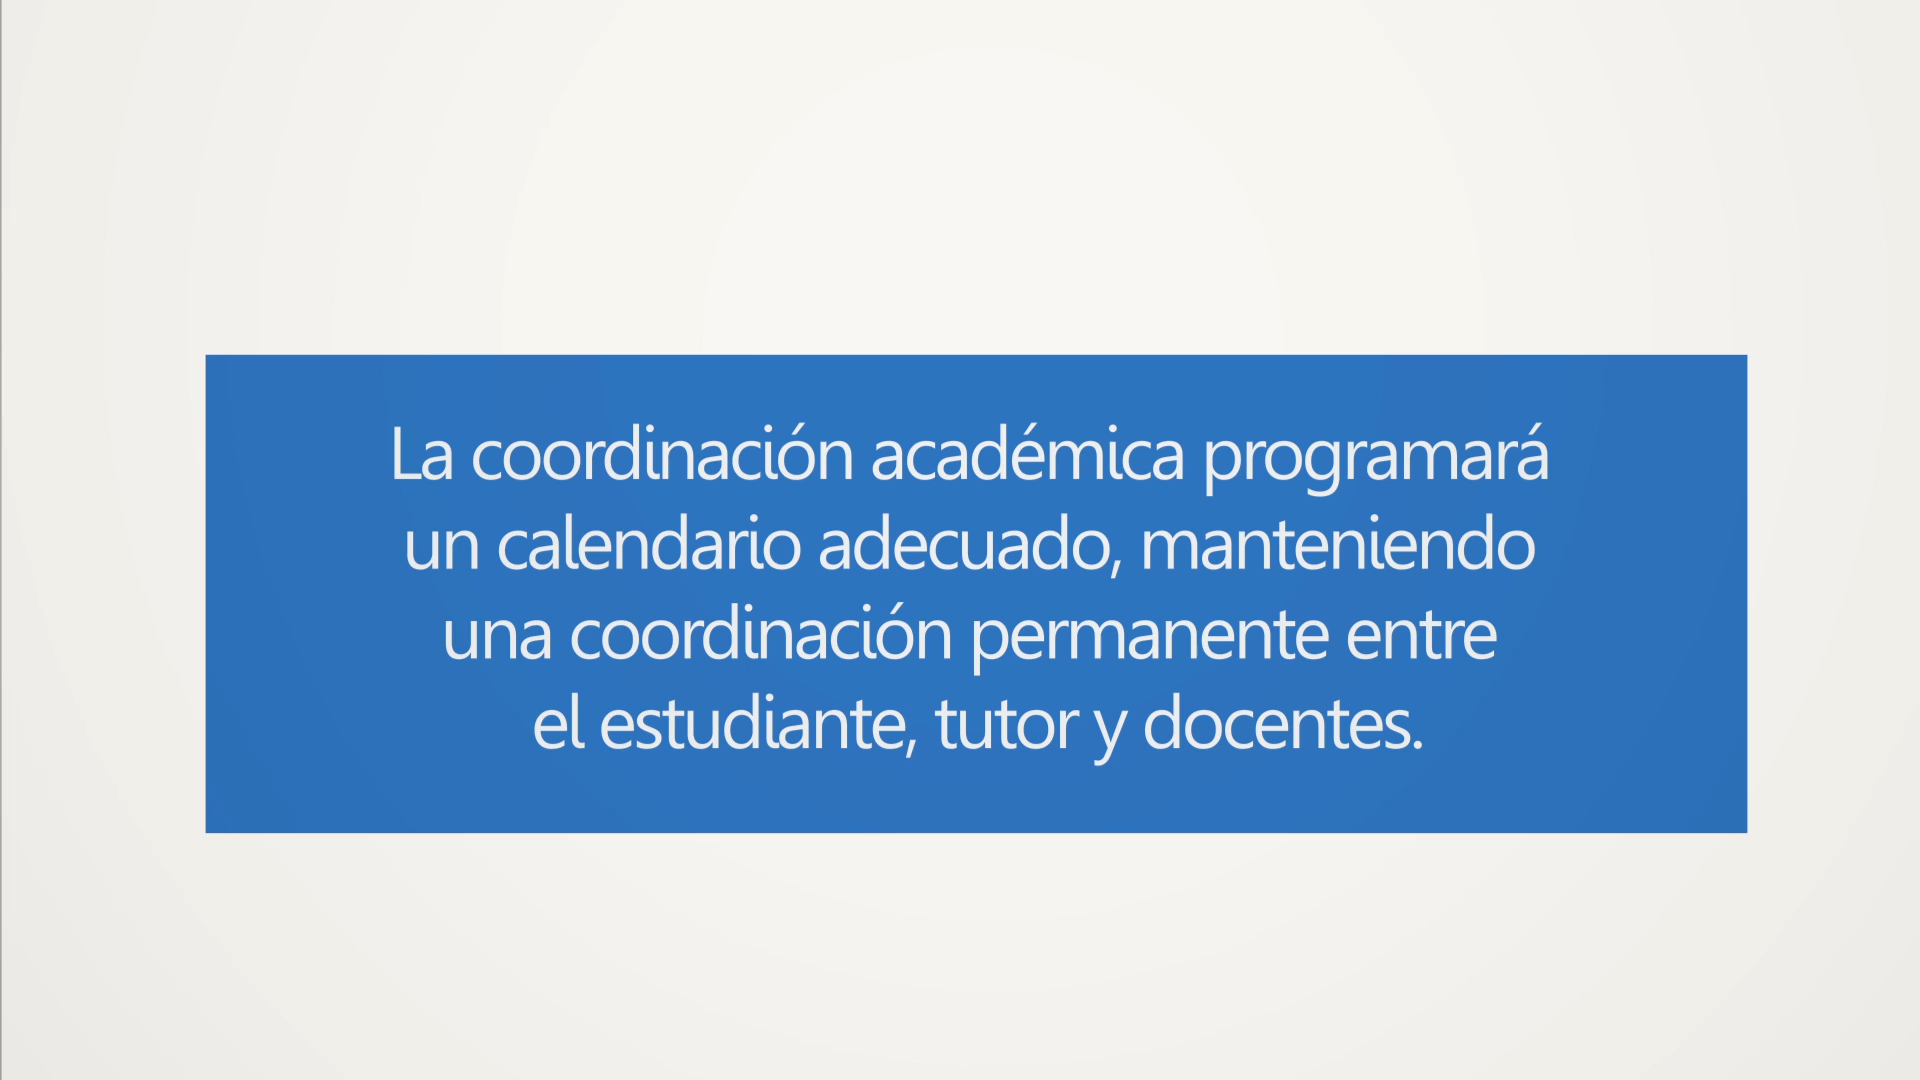 La coordinación académica programará
un calendario adecuado, manteniendo
una coordinación permanente entre
el estudiante, tutor y docentes.